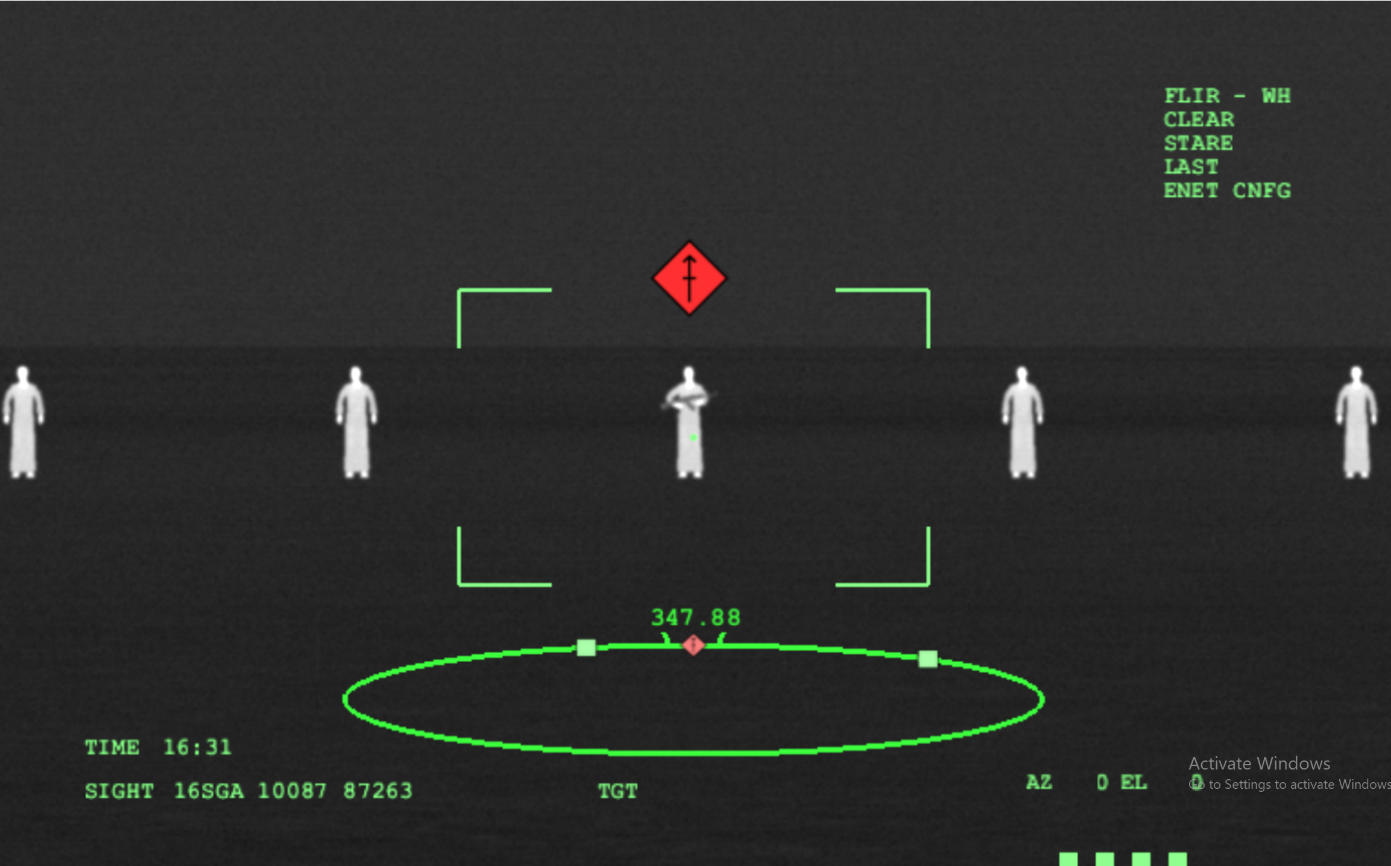 FLIR - WH
CLEAR
STARE
LAST
ENET CNFG
347.88
TIME 16:31
SIGHT 16SGA 10087 87263
TGT
AZ 0 EL 0
Activate Windows
Go to Settings to activate Windows